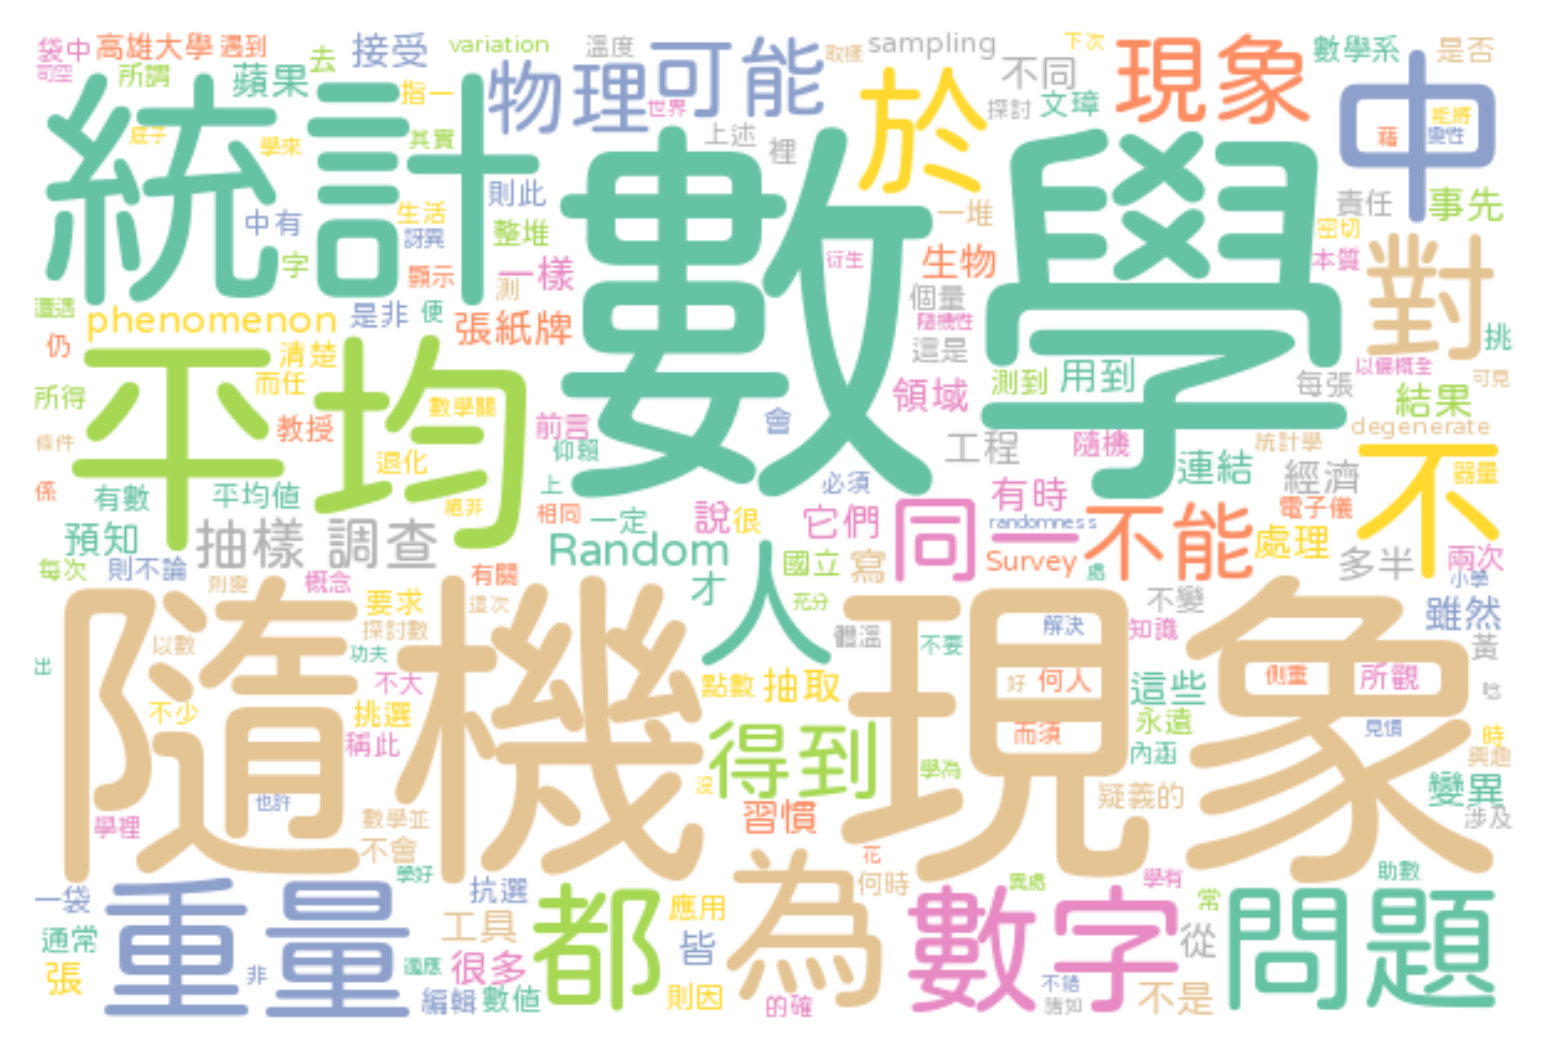 袋中 高雄大學 遇到 去 接受 variation 溫度 可能 取樣 sampling 下次 現象 數學系 是否
司空 所謂 蘋果 指一 物理 世界 不同 探討 文瑋 中 能將
統計 底子 學來 其實 上述 裡 於 藉 變性
中有 生活 訝異 則此 數學 一堆 責任 事先
字 顯示 整堆 一樣 衍生 生物 密切 本質 對
遭遇 phenomenon 是非 便 測 張紙牌 個量 隨機性
仍 清楚 這是 挑
平均 而任 領域 測到 用到 每張 以偏概全 可見
所得 數學關 教授 前言 會 結果
條件 退化 仰賴 工程 隨機 連結 統計學 degenerate
係 有數 平均值 絕非 上 必須 有時 經濟 不 器量
預知 抽樣 調查 相同 一定 說 很 它們 同一 randomness 不能 電子儀
每次 則不論 Random 國立 寫 Survey 處 處理 多半 兩次
概念 有關 才 人 充分 不變 小學
隨機 要求 這次 現象 雖然
以數 探討數 體溫 不要 解決 知識 黃
出 功夫 不大 點數 抽取 好 何人 這些 側重 所觀 唸
不少 挑選 而須 永遠 見慣 時
稱此 得到 學為 內涵 興趣
也許 沒 疑義的 變異
學裡 數學並 習慣 涉及
不會 花
學好 為 何時 異處 學有 助數
一袋 重量 抗選 都 應用 數字 常 問題
通常 工具 皆 從
張 非 適應 很多 不錯
編輯 數值 則因 的確 諸如 不是